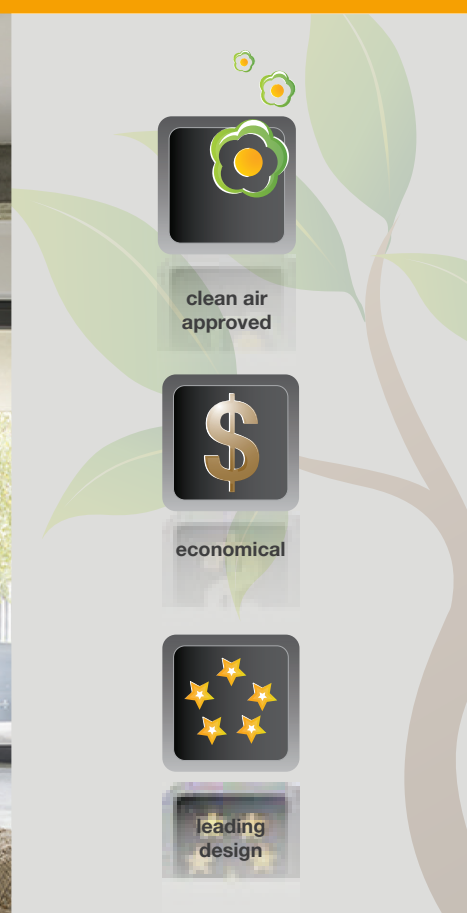 clean air
approved
$
economical
leading
design